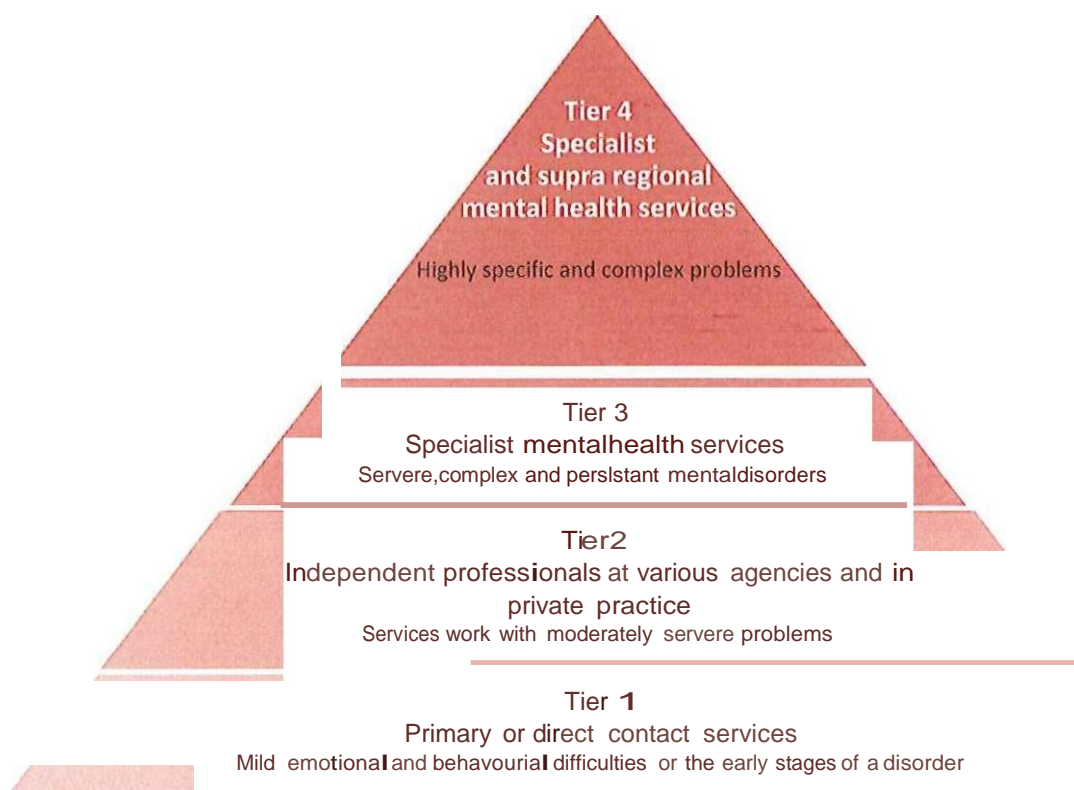 Tier 4
Specialist
and supra regional
mental health services
Highly specific and complex problems
Tier 3
Specialist mentalhealth services
Servere,complex and persIstant mentaldisorders
Tier2
Independent professionals at various agencies and in
private practice
Services work with moderately servere problems
Tier 1
Primary or direct contact services
Mild emotional and behavourial difficulties or the early stages of a disorder